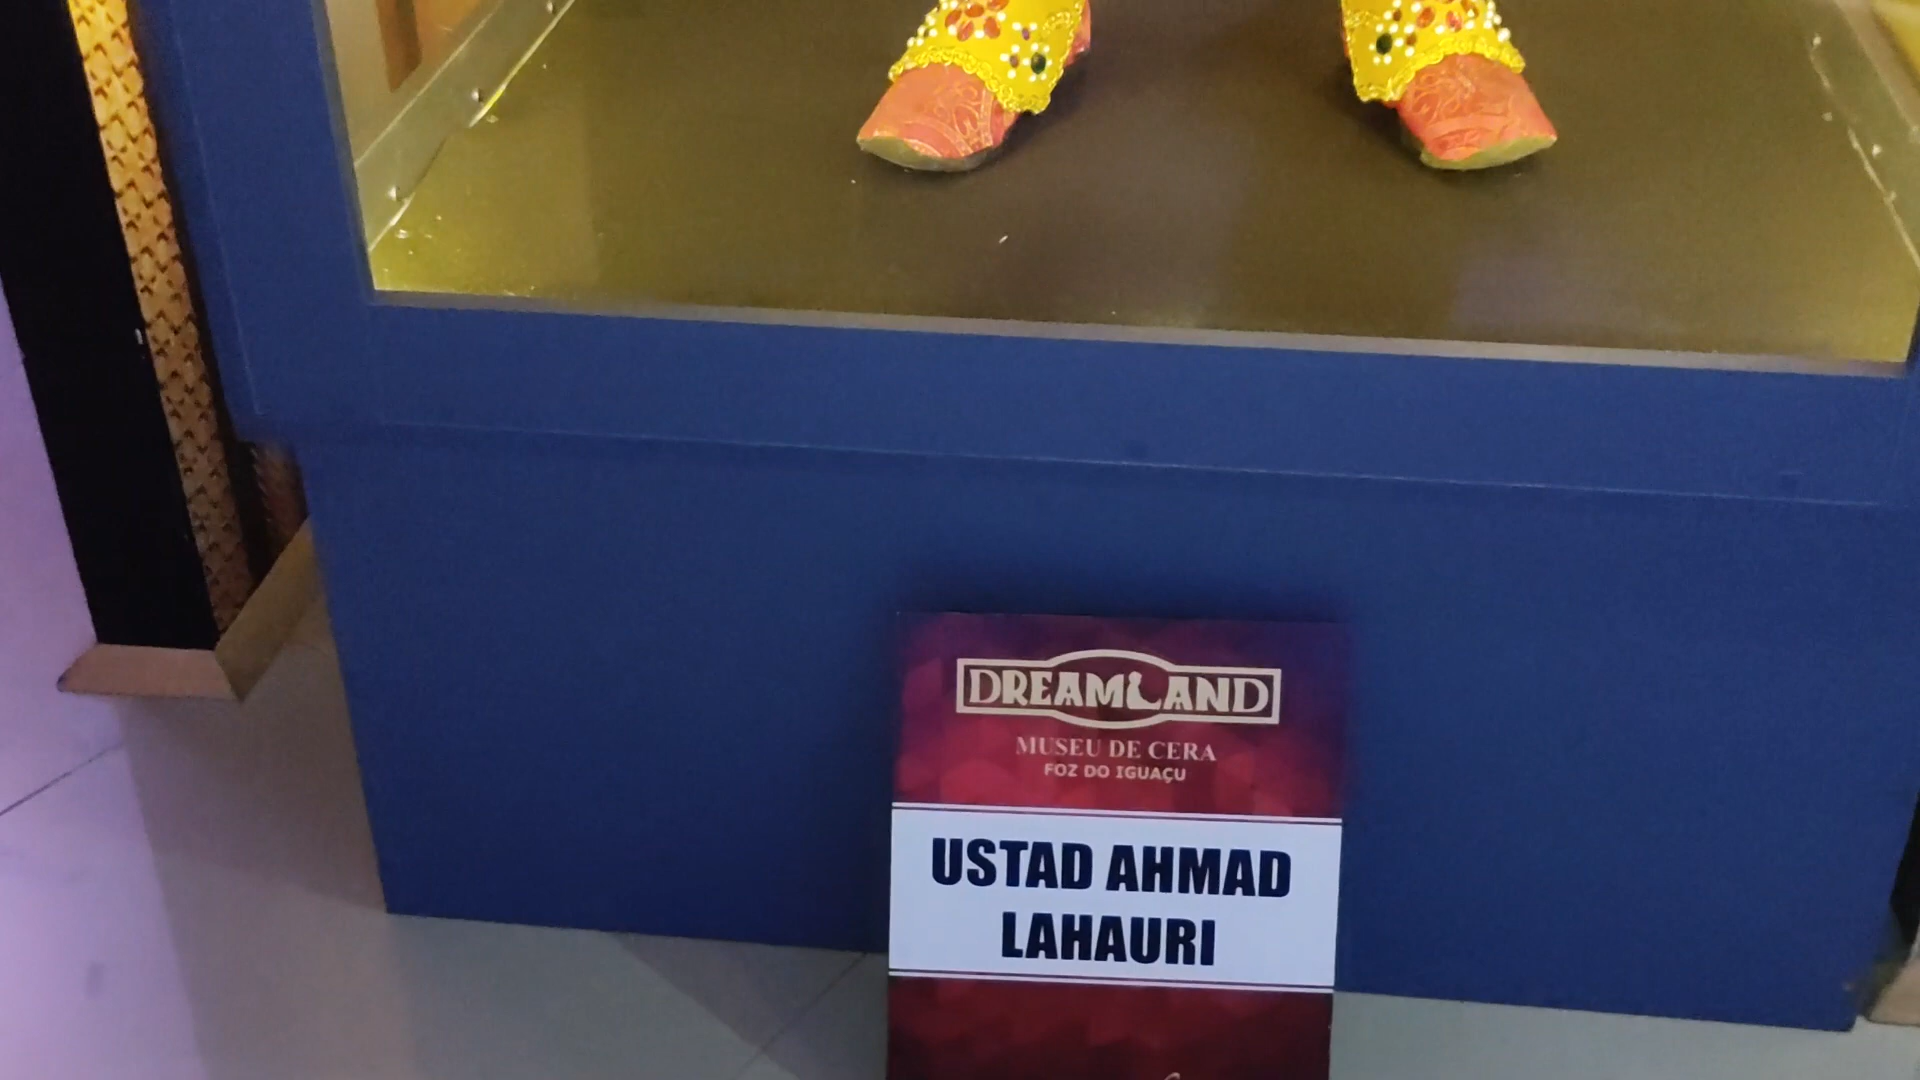 DREAMLAND
MUSEU DE CERA
FOZ DO IGUAÇU
USTAD AHMAD
LAHAURI